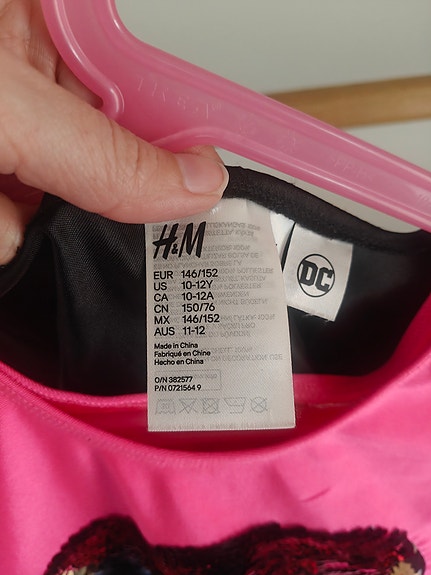 H&M
EUR 146/152
US 10-12Y
CA 10-12A
CN 150/76
MX 146/152
AUS 11-12
Made in China
Fabriqué en Chine
Hecho en China
O/N 382577
P/N 0721564 9
DC